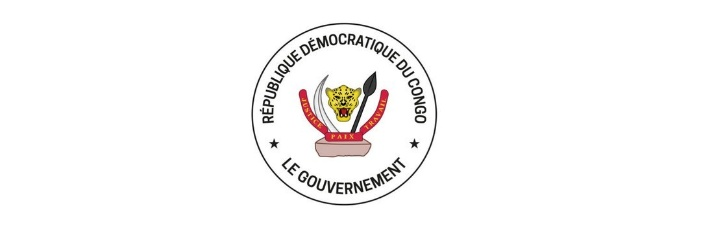 RÉPUBLIQUE DÉMOCRATIQUE DU CONGO
JUSTICE
PAIX
TRAVAIL
LE GOUVERNEMENT